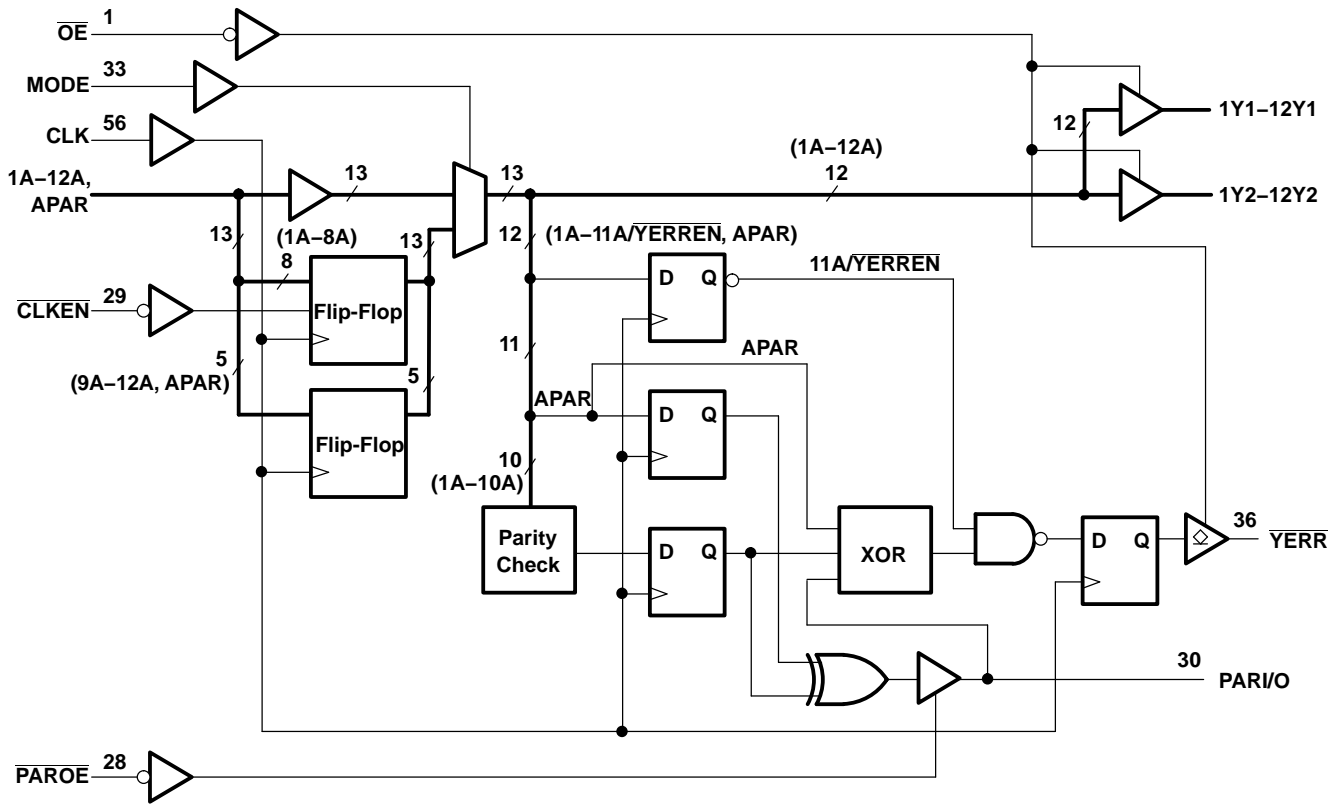 OE 1
MODE 33
CLK 56
1A–12A,
APAR
13
13
12
(1A–12A)
12
1Y1–12Y1
1Y2–12Y2
13
(1A–8A)
8
13
12
(1A–11A/YERREN, APAR)
CLKEN 29
Flip-Flop
D Q
11A/YERREN
5
(9A–12A, APAR)
5
11
APAR
APAR
Flip-Flop
D Q
10
(1A–10A)
Parity
Check
D Q
XOR
D Q
36
YERR
30
PARI/O
PAROE 28